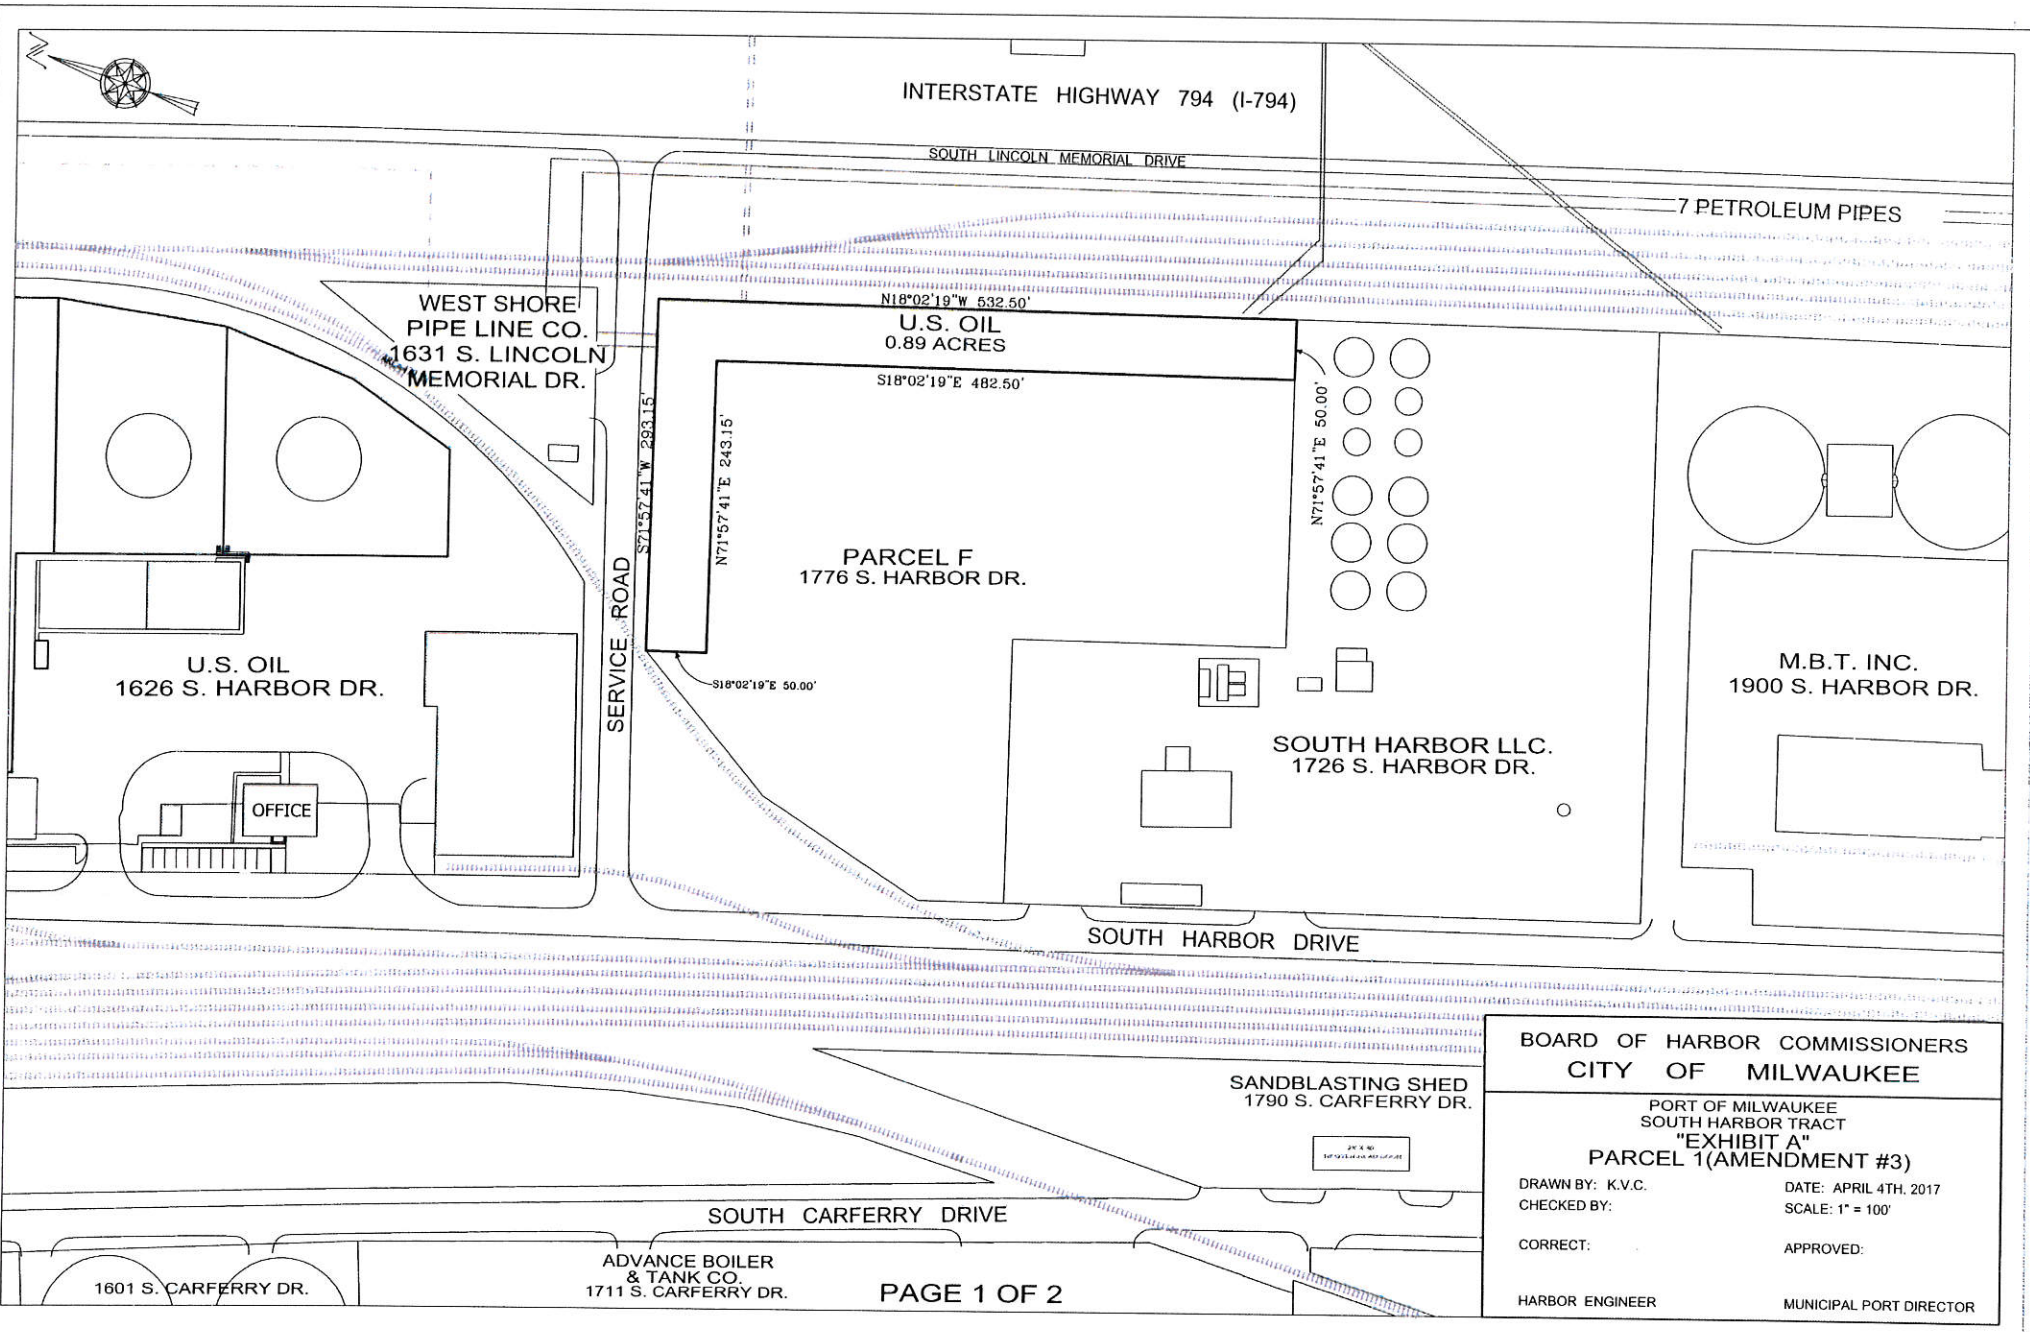 N
INTERSTATE HIGHWAY 794 (I-794)
SOUTH LINCOLN MEMORIAL DRIVE
7 PETROLEUM PIPES
WEST SHORE
PIPE LINE CO.
1631 S. LINCOLN
MEMORIAL DR.
N18°02'19"W 532.50'
U.S. OIL
0.89 ACRES
S18°02'19"E 482.50'
S71°57'41"W 293.15'
N71°57'41"E 243.15'
N71°57'41"E 50.00'
PARCEL F
1776 S. HARBOR DR.
SERVICE ROAD
S18°02'19"E 50.00'
U.S. OIL
1626 S. HARBOR DR.
OFFICE
M.B.T. INC.
1900 S. HARBOR DR.
SOUTH HARBOR LLC.
1726 S. HARBOR DR.
SOUTH HARBOR DRIVE
SANDBLASTING SHED
1790 S. CARFERRY DR.
SOUTH CARFERRY DRIVE
1601 S. CARFERRY DR.
ADVANCE BOILER
& TANK CO.
1711 S. CARFERRY DR.
PAGE 1 OF 2
BOARD OF HARBOR COMMISSIONERS
CITY OF MILWAUKEE
PORT OF MILWAUKEE
SOUTH HARBOR TRACT
"EXHIBIT A"
PARCEL 1(AMENDMENT #3)
DRAWN BY: K.V.C.
DATE: APRIL 4TH. 2017
CHECKED BY:
SCALE: 1" = 100'
CORRECT:
APPROVED:
HARBOR ENGINEER
MUNICIPAL PORT DIRECTOR